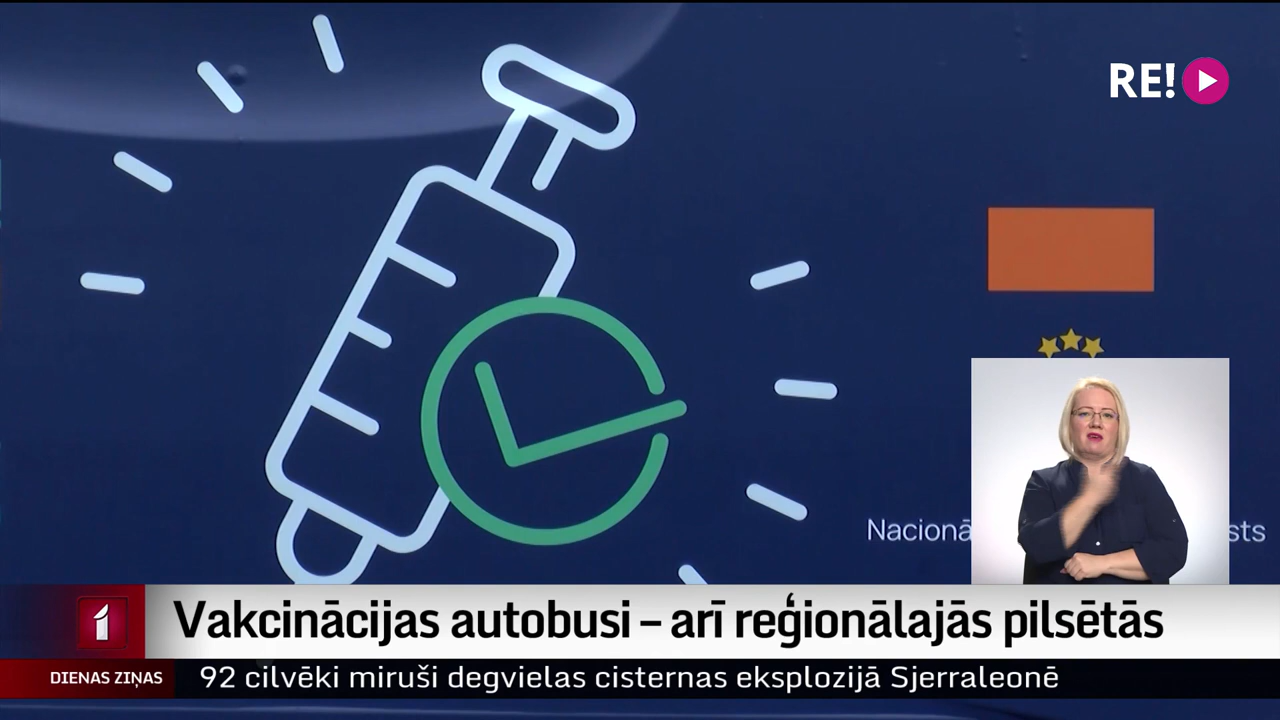 RE!
Vakcinācijas autobusi – arī reģionālajās pilsētās
1
DIENAS ZIŅAS
92 cilvēki miruši degvielas cisternas eksplozijā Sjerraleonē